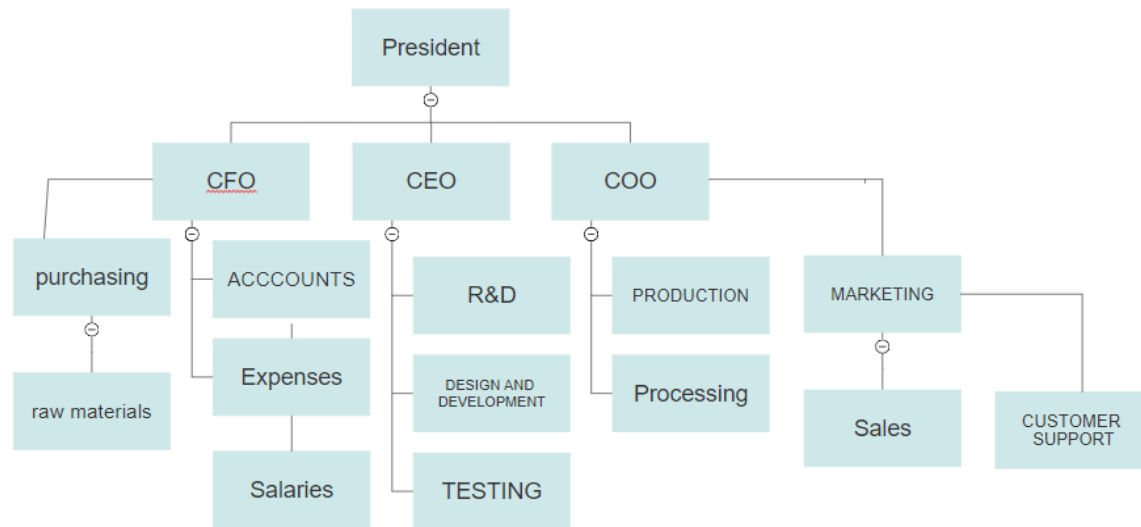 President
CFO
CEO
COO
purchasing
ACCCOUNTS
R&D
PRODUCTION
MARKETING
raw materials
Expenses
DESIGN AND
DEVELOPMENT
Processing
Sales
CUSTOMER
SUPPORT
Salaries
TESTING